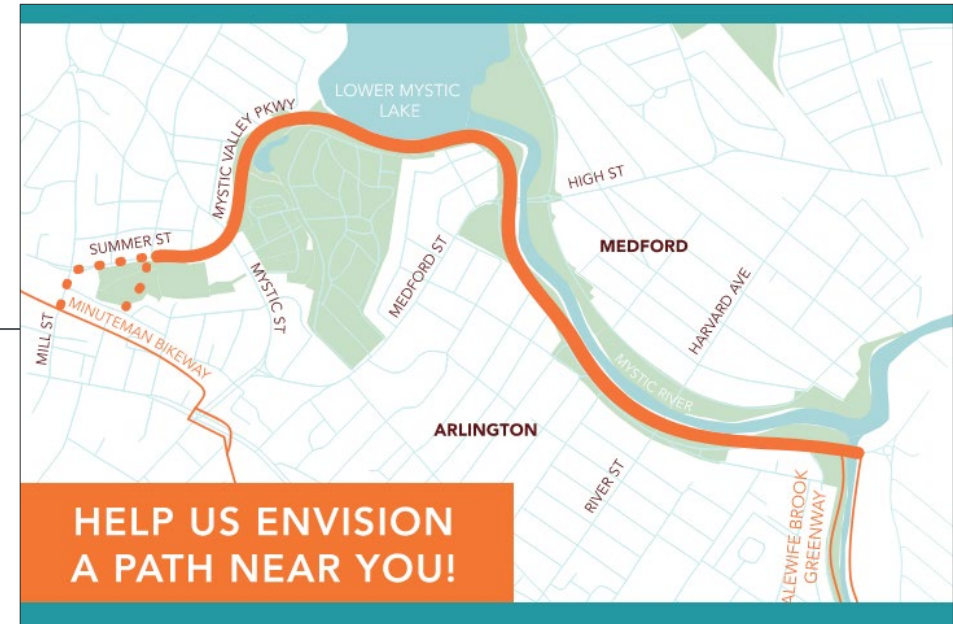 LOWER MYSTIC
LAKE
MYSTIC VALLEY PKWY
HIGH ST
SUMMER ST
MEDFORD
MEDFORD ST
MYSTIC ST
HARVARD AVE
MINUTEMAN BIKEWAY
MILL ST
MYSTIC RIVER
ARLINGTON
RIVER ST
ALEWIFE BROOK
GREENWAY
HELP US ENVISION
A PATH NEAR YOU!